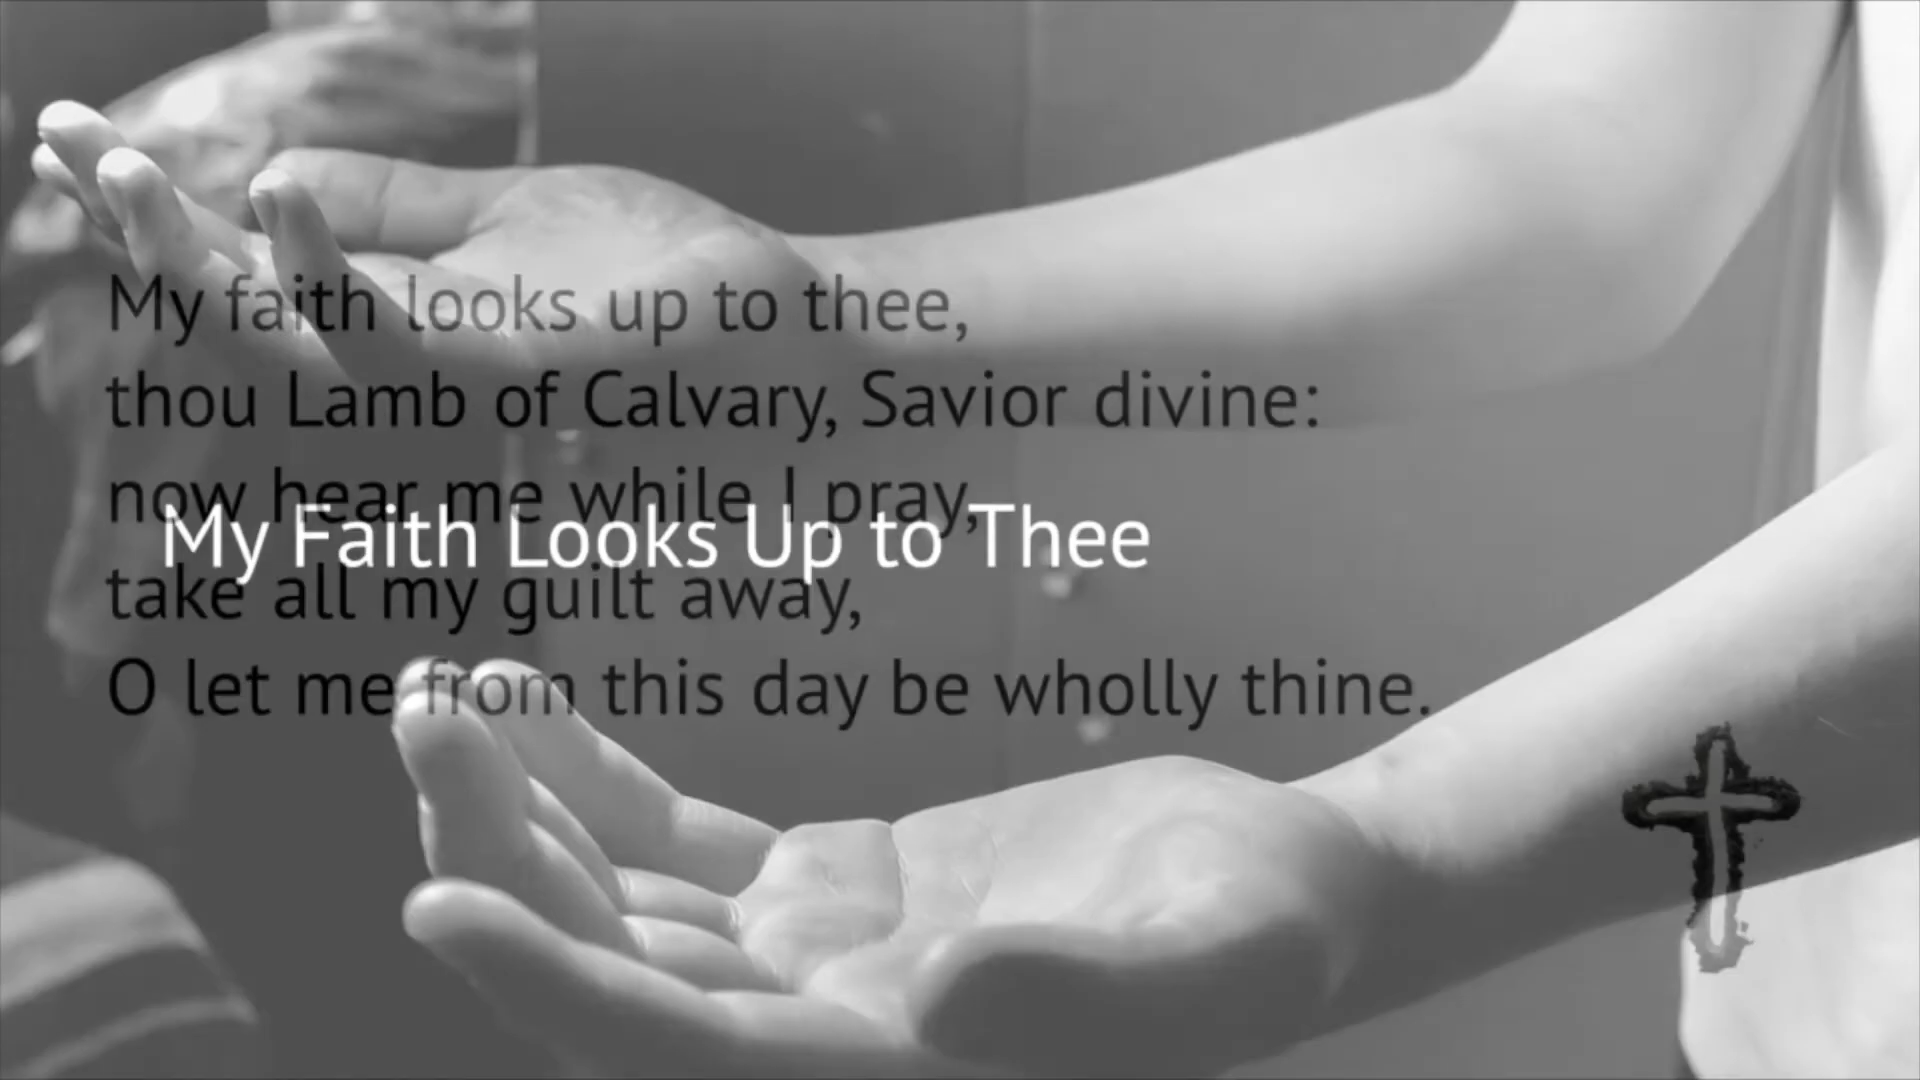 My faith looks up to thee,
thou Lamb of Calvary, Savior divine:
now hear me while I pray,
My Faith Looks Up to Thee
take all my guilt away,
O let me from this day be wholly thine.